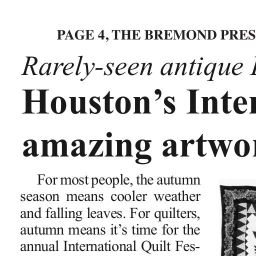 PAGE 4, THE BREMOND PRES
Rarely-seen antique
Houston’s Inter
amazing artwor
For most people, the autumn
season means cooler weather
and falling leaves. For quilters,
autumn means it’s time for the
annual International Quilt Fes-